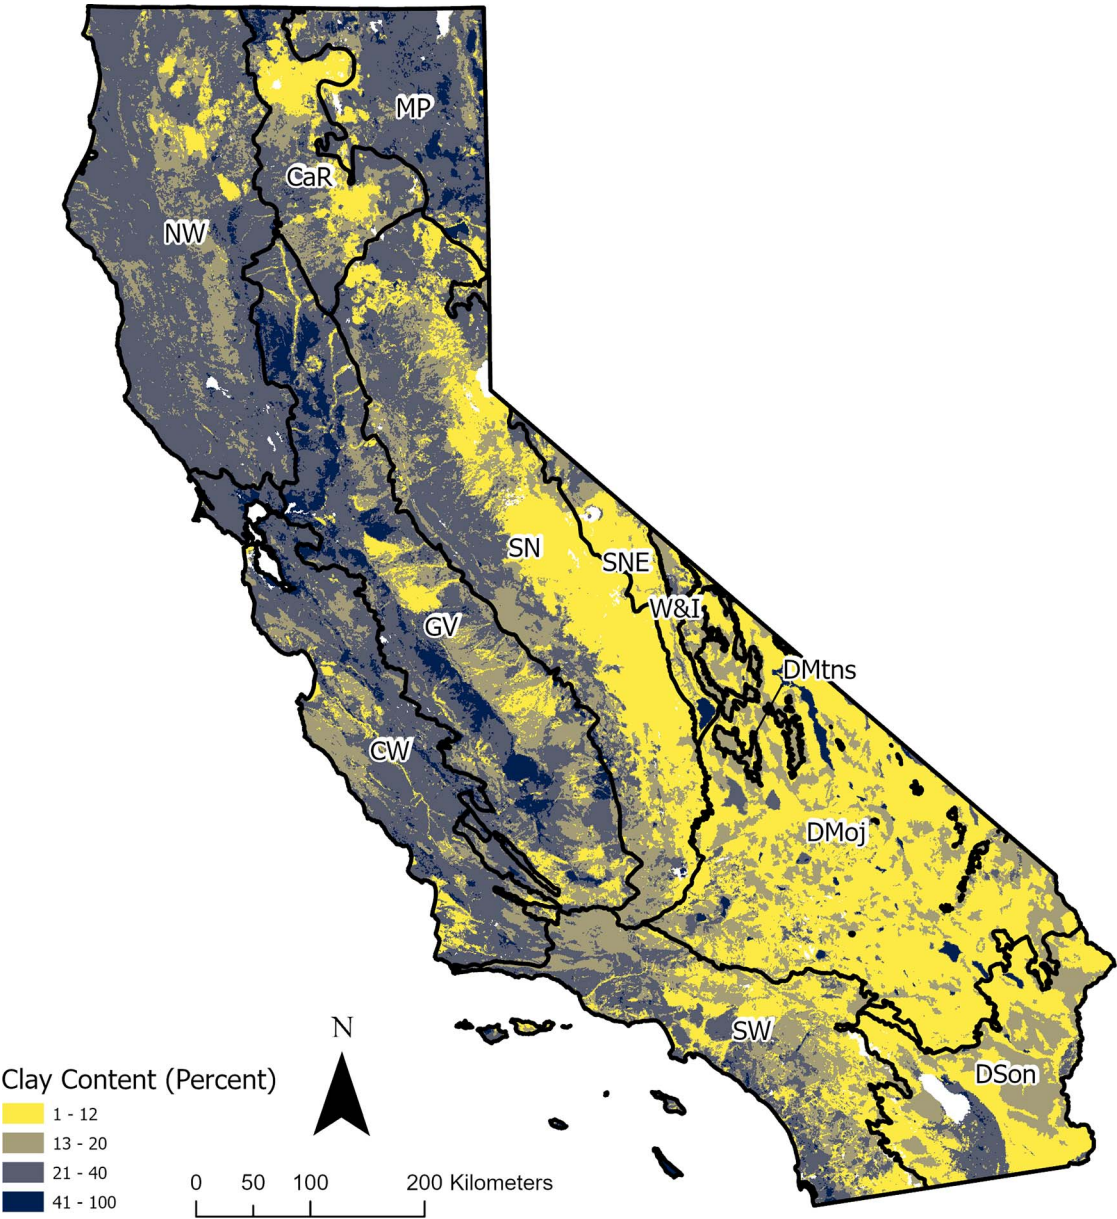 MP
CaR
NW
SN
SNE
W&I
GV
DMtns
CW
DMoj
SW
DSon
N
Clay Content (Percent)
1 - 12
13 - 20
21 - 40
41 - 100
0 50 100 200 Kilometers